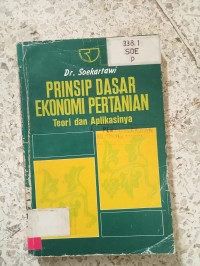 338.1
SOE
p
Dr. Soekartawi
PRINSIP DASAR
EKONOMI PERTANIAN
Teori dan Aplikasinya